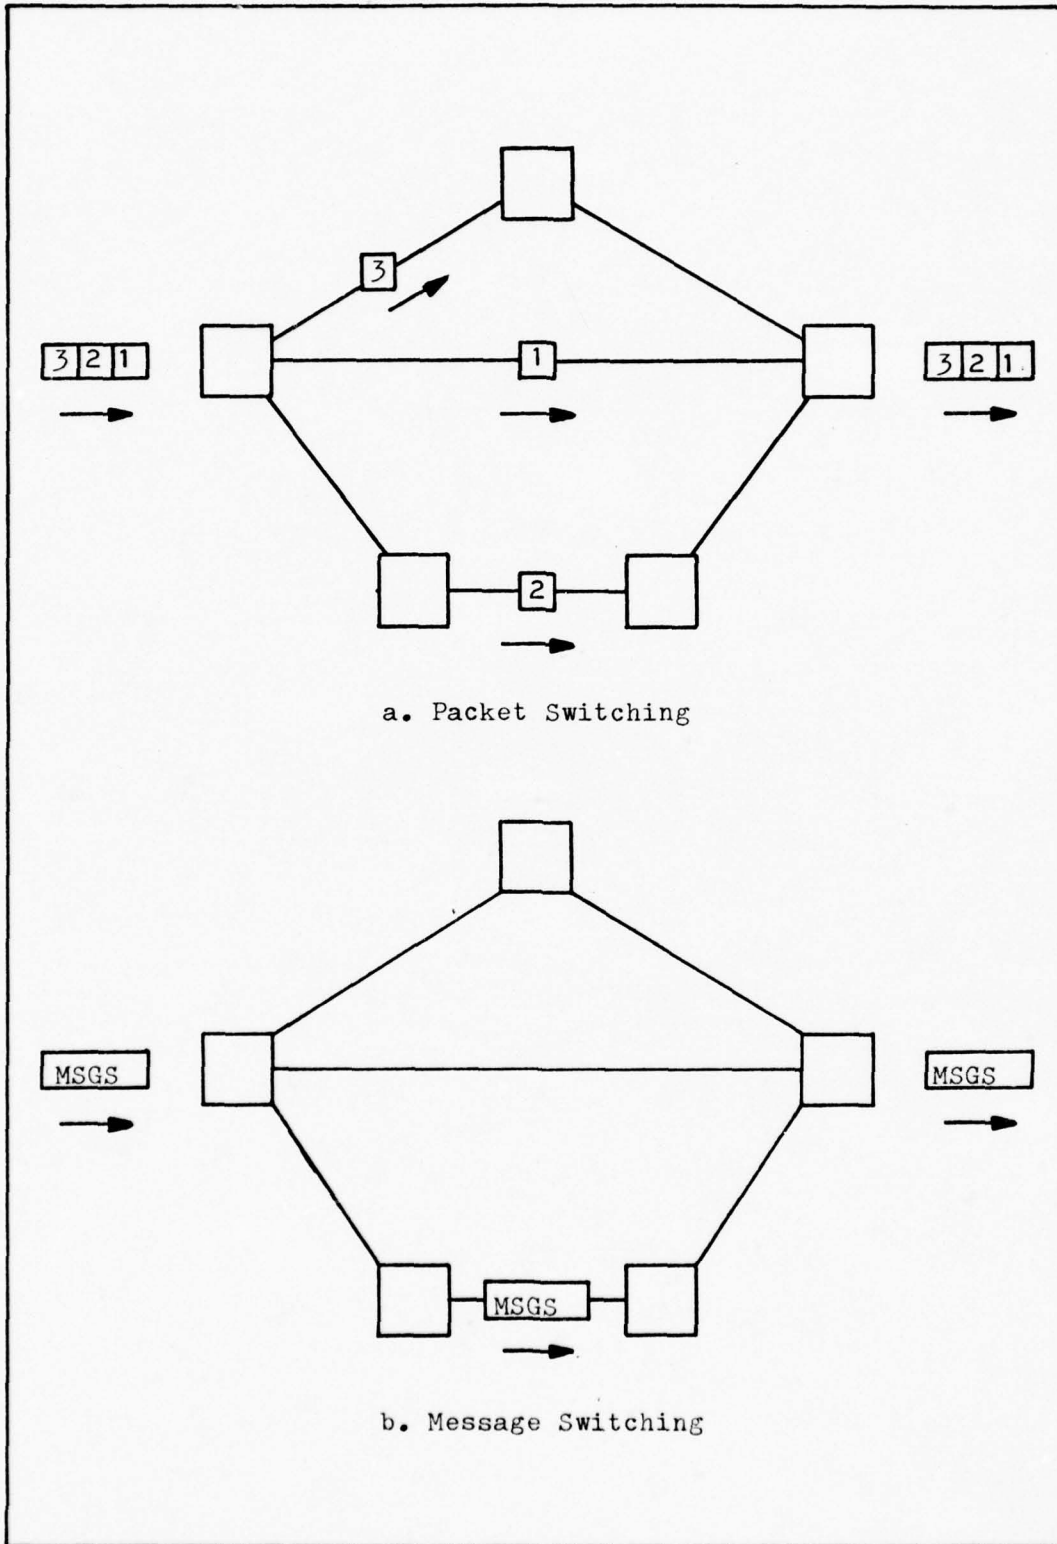 3
3 2 1
1
3 2 1
2
a. Packet Switching
MSGS
MSGS
MSGS
b. Message Switching